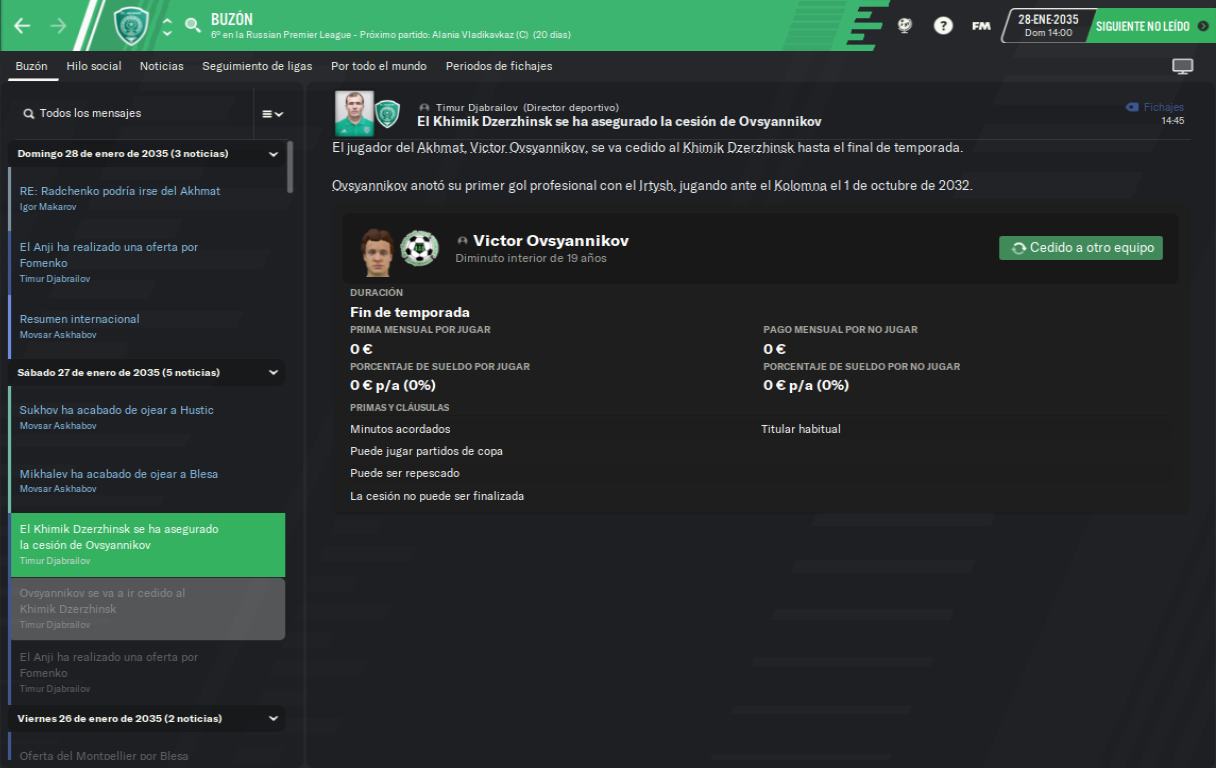 BUZÓN
6º en la Russian Premier League - Próximo partido: Alania Vladikavkaz (C) (20 días)
?
FM
28-ENE-2035
Dom 14:00
SIGUIENTE NO LEÍDO
Buzón
Hilo social
Noticias
Seguimiento de ligas
Por todo el mundo
Periodos de fichajes
Todos los mensajes
Domingo 28 de enero de 2035 (3 noticias)
RE: Radchenko podría irse del Akhmat
Igor Makarov
El Anji ha realizado una oferta por
Fomenko
Timur Djabrailov
Resumen internacional
Movsar Askhabov
Sábado 27 de enero de 2035 (5 noticias)
Sukhov ha acabado de ojear a Hustic
Movsar Askhabov
Mikhalev ha acabado de ojear a Blesa
Movsar Askhabov
El Khimik Dzerzhinsk se ha asegurado
la cesión de Ovsyannikov
Timur Djabrailov
Ovsyannikov se va a ir cedido al
Khimik Dzerzhinsk
Timur Djabrailov
El Anji ha realizado una oferta por
Fomenko
Timur Djabrailov
Viernes 26 de enero de 2035 (2 noticias)
Oferta del Montpellier por Blesa
Timur Djabrailov (Director deportivo)
El Khimik Dzerzhinsk se ha asegurado la cesión de Ovsyannikov
Fichajes
14:45
El jugador del Akhmat, Victor Ovsyannikov, se va cedido al Khimik Dzerzhinsk hasta el final de temporada.
Ovsyannikov anotó su primer gol profesional con el Irtysh, jugando ante el Kolomna el 1 de octubre de 2032.
Victor Ovsyannikov
Diminuto interior de 19 años
Cedido a otro equipo
DURACIÓN
Fin de temporada
PRIMA MENSUAL POR JUGAR
PAGO MENSUAL POR NO JUGAR
0 €
0 €
PORCENTAJE DE SUELDO POR JUGAR
PORCENTAJE DE SUELDO POR NO JUGAR
0 € p/a (0%)
0 € p/a (0%)
PRIMAS Y CLÁUSULAS
Minutos acordados
Titular habitual
Puede jugar partidos de copa
Puede ser repescado
La cesión no puede ser finalizada